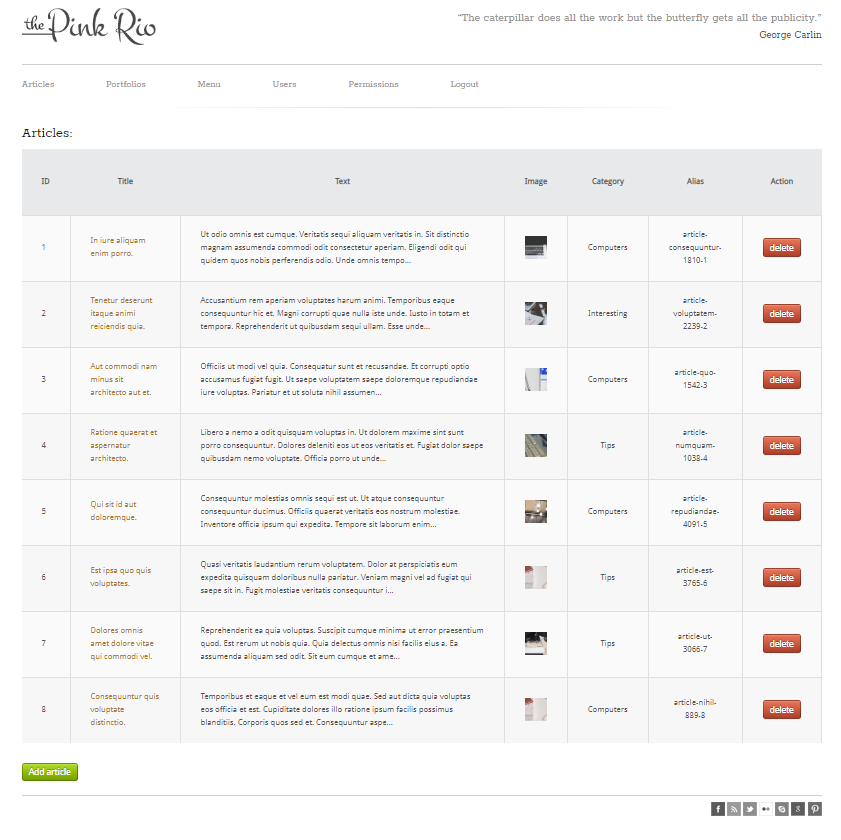 the Pink Rio
“The caterpillar does all the work but the butterfly gets all the publicity.”
George Carlin
Articles Portfolios Menu Users Permissions Logout
Articles:
ID Title Text Image Category Alias Action
1
In iure aliquam
enim porro.
Ut odio omnis est cumque. Veritatis sequi aliquam veritatis in. Sit distinctio
magnam assumenda commodi odit consectetur aperiam. Eligendi odit qui
quidem quos nobis perferendis odio. Unde omnis tempo...
Computers
article-
consequuntur-
1810-1
delete
2
Tenetur deserunt
itaque animi
reiciendis quia.
Accusantium rem aperiam voluptates harum animi. Temporibus eaque
consequuntur hic et. Magni corrupti quae nulla iste unde. Iusto in totam et
tempora. Reprehenderit ut quibusdam sequi ullam. Esse unde...
Interesting
article-
voluptatem-
2239-2
delete
3
Aut commodi nam
minus sit
architecto aut et.
Officiis ut modi vel quia. Consequatur sunt et recusandae. Et corrupti optio
accusamus fugiat fugit. Ut saepe voluptatem saepe doloremque repudiandae
iure voluptas. Pariatur et ut soluta nihil assumen...
Computers
article-quo-
1542-3
delete
4
Ratione quaerat et
aspernatur
architecto.
Libero a nemo a odit quisquam voluptas in. Ut dolorem maxime sint sunt
porro consequuntur. Dolores deleniti eos ut eos veritatis et. Fugiat dolor saepe
quibusdam nemo voluptate. Officia porro ut unde...
Tips
article-
numquam-
1038-4
delete
5
Qui sit id aut
doloremque.
Consequuntur molestias omnis sequi est ut. Ut atque consequuntur
consequuntur ducimus. Officiis quaerat veritatis eos nostrum molestiae.
Inventore officia ipsum qui expedita. Tempore sit laborum enim...
Computers
article-
repudiandae-
4091-5
delete
6
Est ipsa quo quis
voluptates.
Quasi veritatis laudantium rerum voluptatem. Dolor at perspiciatis eum
expedita quisquam doloribus nulla pariatur. Veniam magni vel ad fugiat qui
saepe sit in. Fugit molestiae veritatis consequuntur i...
Tips
article-est-
3765-6
delete
7
Dolores omnis
amet dolore vitae
qui commodi vel.
Reprehenderit ea quia voluptas. Suscipit cumque minima ut error praesentium
quod. Est rerum ut nobis quia. Quia delectus omnis nisi facilis eius a. Ea
assumenda aliquam sed odit. Sit eum cumque et ame...
Tips
article-ut-
3066-7
delete
8
Consequuntur quis
voluptate
distinctio.
Temporibus et eaque et vel eum est modi quae. Sed aut dicta quia voluptas
eos officia et est. Cupiditate dolores illo ratione ipsum facilis possimus
blanditiis. Corporis quos sed et. Consequuntur aspe...
Computers
article-nihil-
889-8
delete
Add article